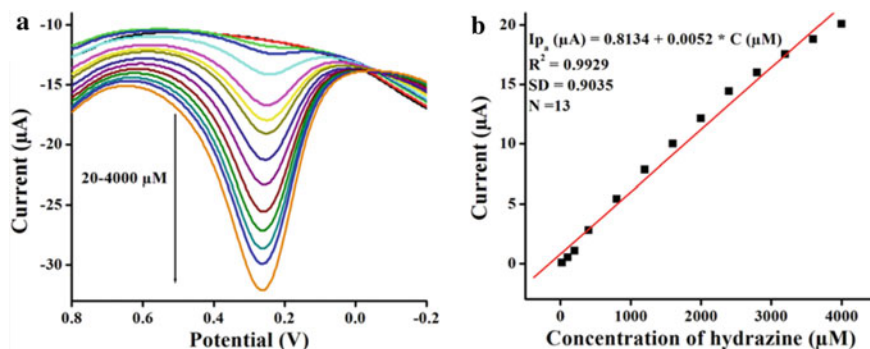 a
-10
-15
-20
-25
-30
Current (µA)
20-4000 µM
0.8 0.6 0.4 0.2 0.0 -0.2
Potential (V)
b
20
15
10
5
0
Current (µA)
Ip_a (µA) = 0.8134 + 0.0052 * C (µM)
R² = 0.9929
SD = 0.9035
N =13
0 1000 2000 3000 4000
Concentration of hydrazine (µM)